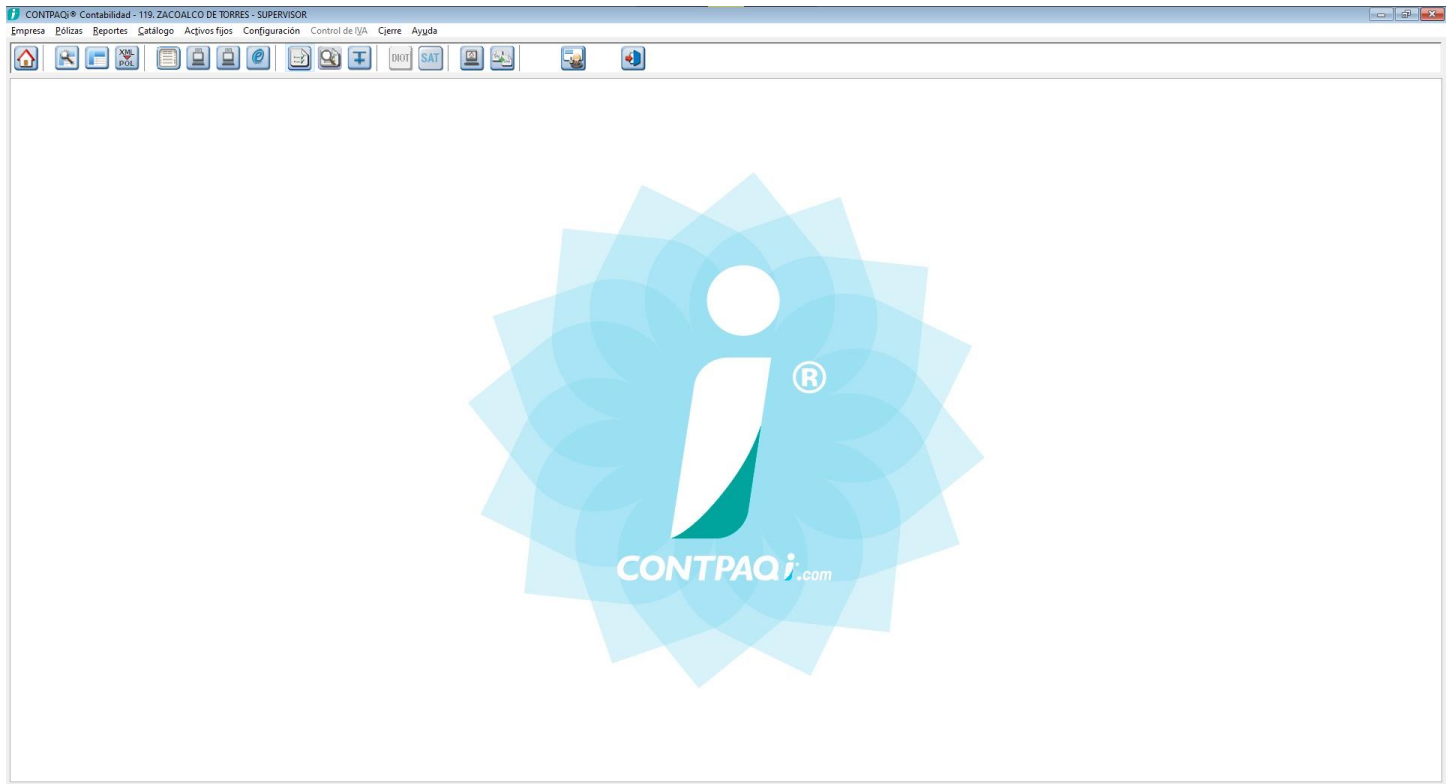 CONTPAQi® Contabilidad - 119. ZACOALCO DE TORRES - SUPERVISOR
Empresa Pólizas Reportes Catálogo Activos fijos Configuración Control de IVA Cierre Ayuda
XML POL DIOT SAT
®
CONTPAQi.com